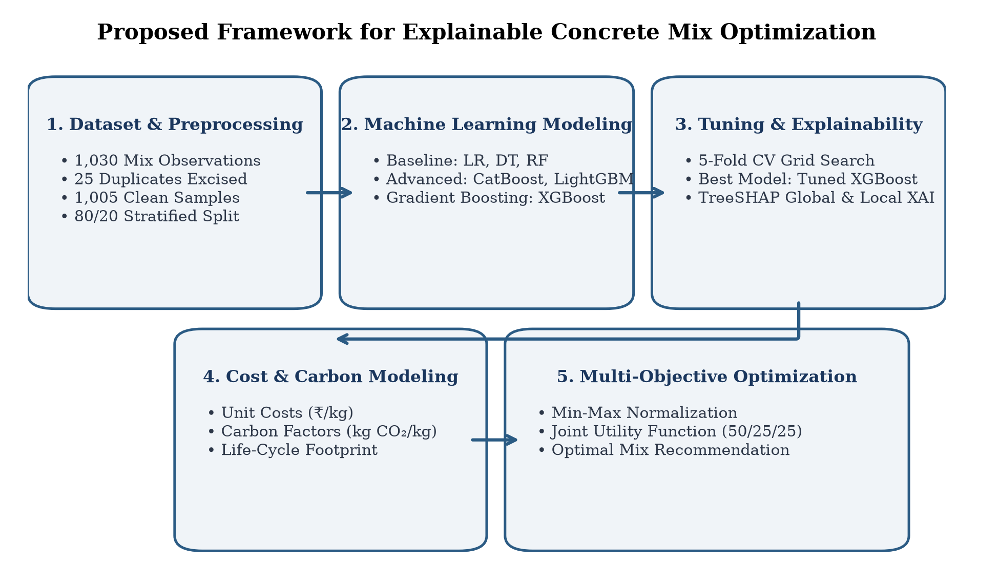 Proposed Framework for Explainable Concrete Mix Optimization
1. Dataset & Preprocessing
• 1,030 Mix Observations
• 25 Duplicates Excised
• 1,005 Clean Samples
• 80/20 Stratified Split
2. Machine Learning Modeling
• Baseline: LR, DT, RF
• Advanced: CatBoost, LightGBM
• Gradient Boosting: XGBoost
3. Tuning & Explainability
• 5-Fold CV Grid Search
• Best Model: Tuned XGBoost
• TreeSHAP Global & Local XAI
4. Cost & Carbon Modeling
• Unit Costs (₹/kg)
• Carbon Factors (kg CO₂/kg)
• Life-Cycle Footprint
5. Multi-Objective Optimization
• Min-Max Normalization
• Joint Utility Function (50/25/25)
• Optimal Mix Recommendation